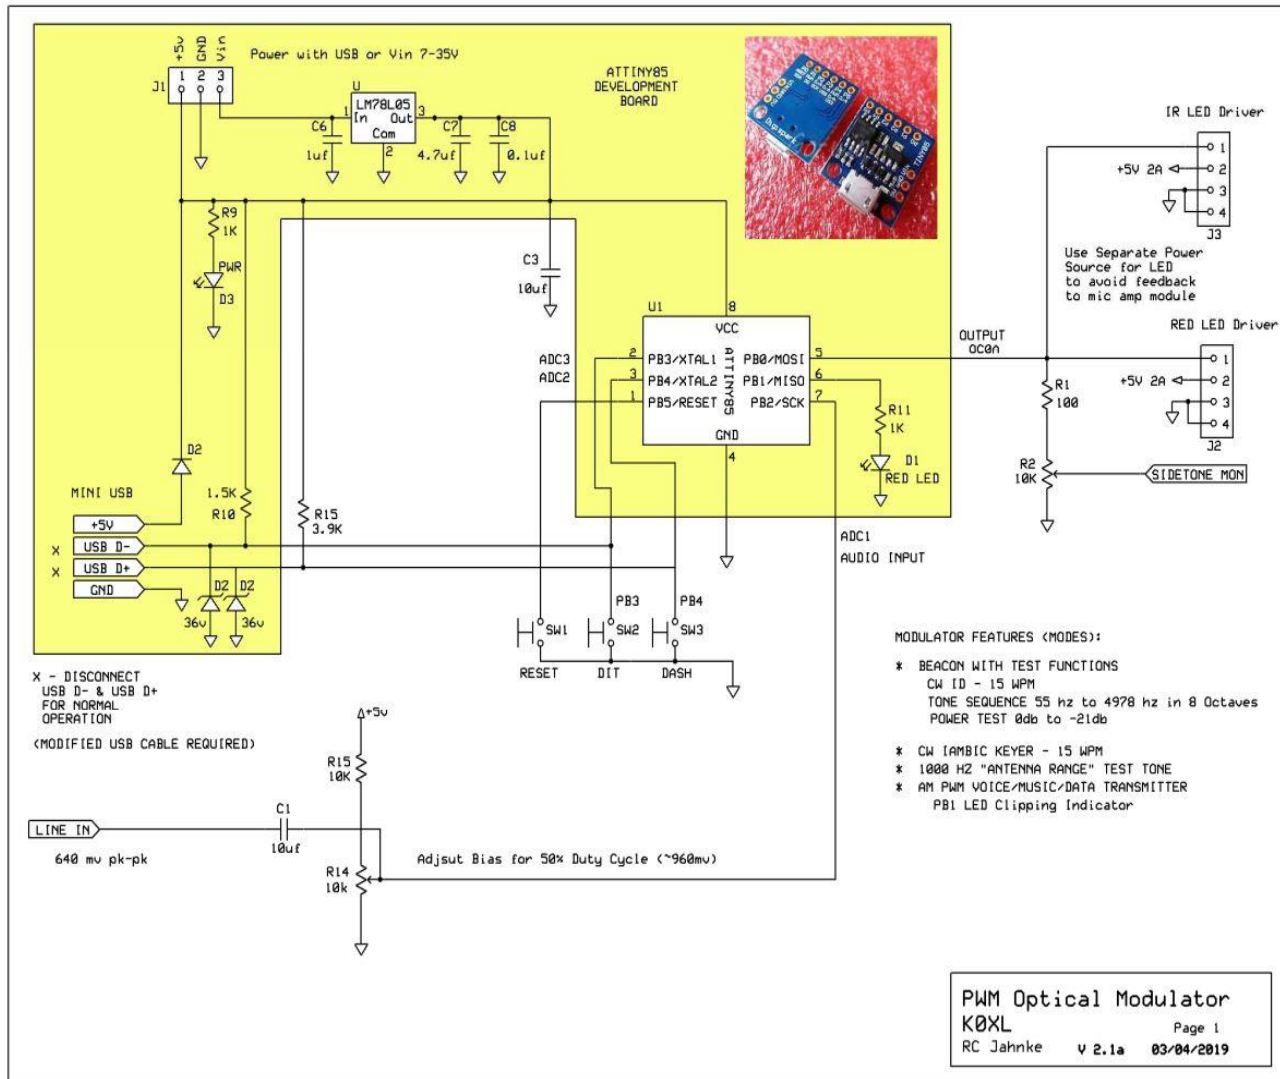 +5v
GND
Vin
Power with USB or Vin 7-35V
1 2 3
J1
U
LM78L05
1 In Out 3
Com
2
C6
1uf
C7
4.7uf
C8
0.1uf
ATTINY85
DEVELOPMENT
BOARD
Digispark
TINY85
R9
1K
PWR
D3
C3
10uf
IR LED Driver
1
+5V 2A 2
3
4
J3
Use Separate Power
Source for LED
to avoid feedback
to mic amp module
RED LED Driver
1
+5V 2A 2
3
4
J2
U1
8
VCC
ATTINY85
ADC3
ADC2
2 PB3/XTAL1 PB0/MOSI 5
3 PB4/XTAL2 PB1/MISO 6
1 PB5/RESET PB2/SCK 7
GND
4
OUTPUT
OC0A
R11
1K
D1
RED LED
R1
100
R2
10K
SIDETONE MON
D2
MINI USB
1.5K
R10
R15
3.9K
+5V
X USB D-
X USB D+
GND
D2 D2
36v 36v
ADC1
AUDIO INPUT
PB3 PB4
SW1 SW2 SW3
RESET DIT DASH
X - DISCONNECT
USB D- & USB D+
FOR NORMAL
OPERATION
(MODIFIED USB CABLE REQUIRED)
MODULATOR FEATURES (MODES):
* BEACON WITH TEST FUNCTIONS
CW ID - 15 WPM
TONE SEQUENCE 55 hz to 4978 hz in 8 Octaves
POWER TEST 0db to -21db
* CW IAMBIC KEYER - 15 WPM
* 1000 HZ "ANTENNA RANGE" TEST TONE
* AM PWM VOICE/MUSIC/DATA TRANSMITTER
PB1 LED Clipping Indicator
+5v
R15
10K
C1
10uf
LINE IN
640 mv pk-pk
R14
10k
Adjsut Bias for 50% Duty Cycle (~960mv)
PWM Optical Modulator
K0XL Page 1
RC Jahnke V 2.1a 03/04/2019